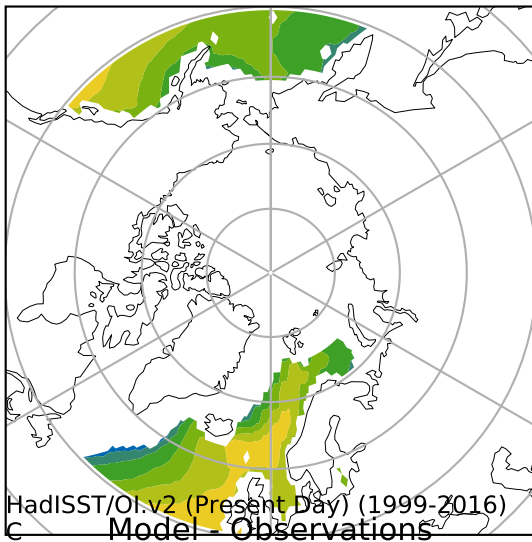 HadISST/OI.v2 (Present Day) (1999-2016)
C
Model - Observations